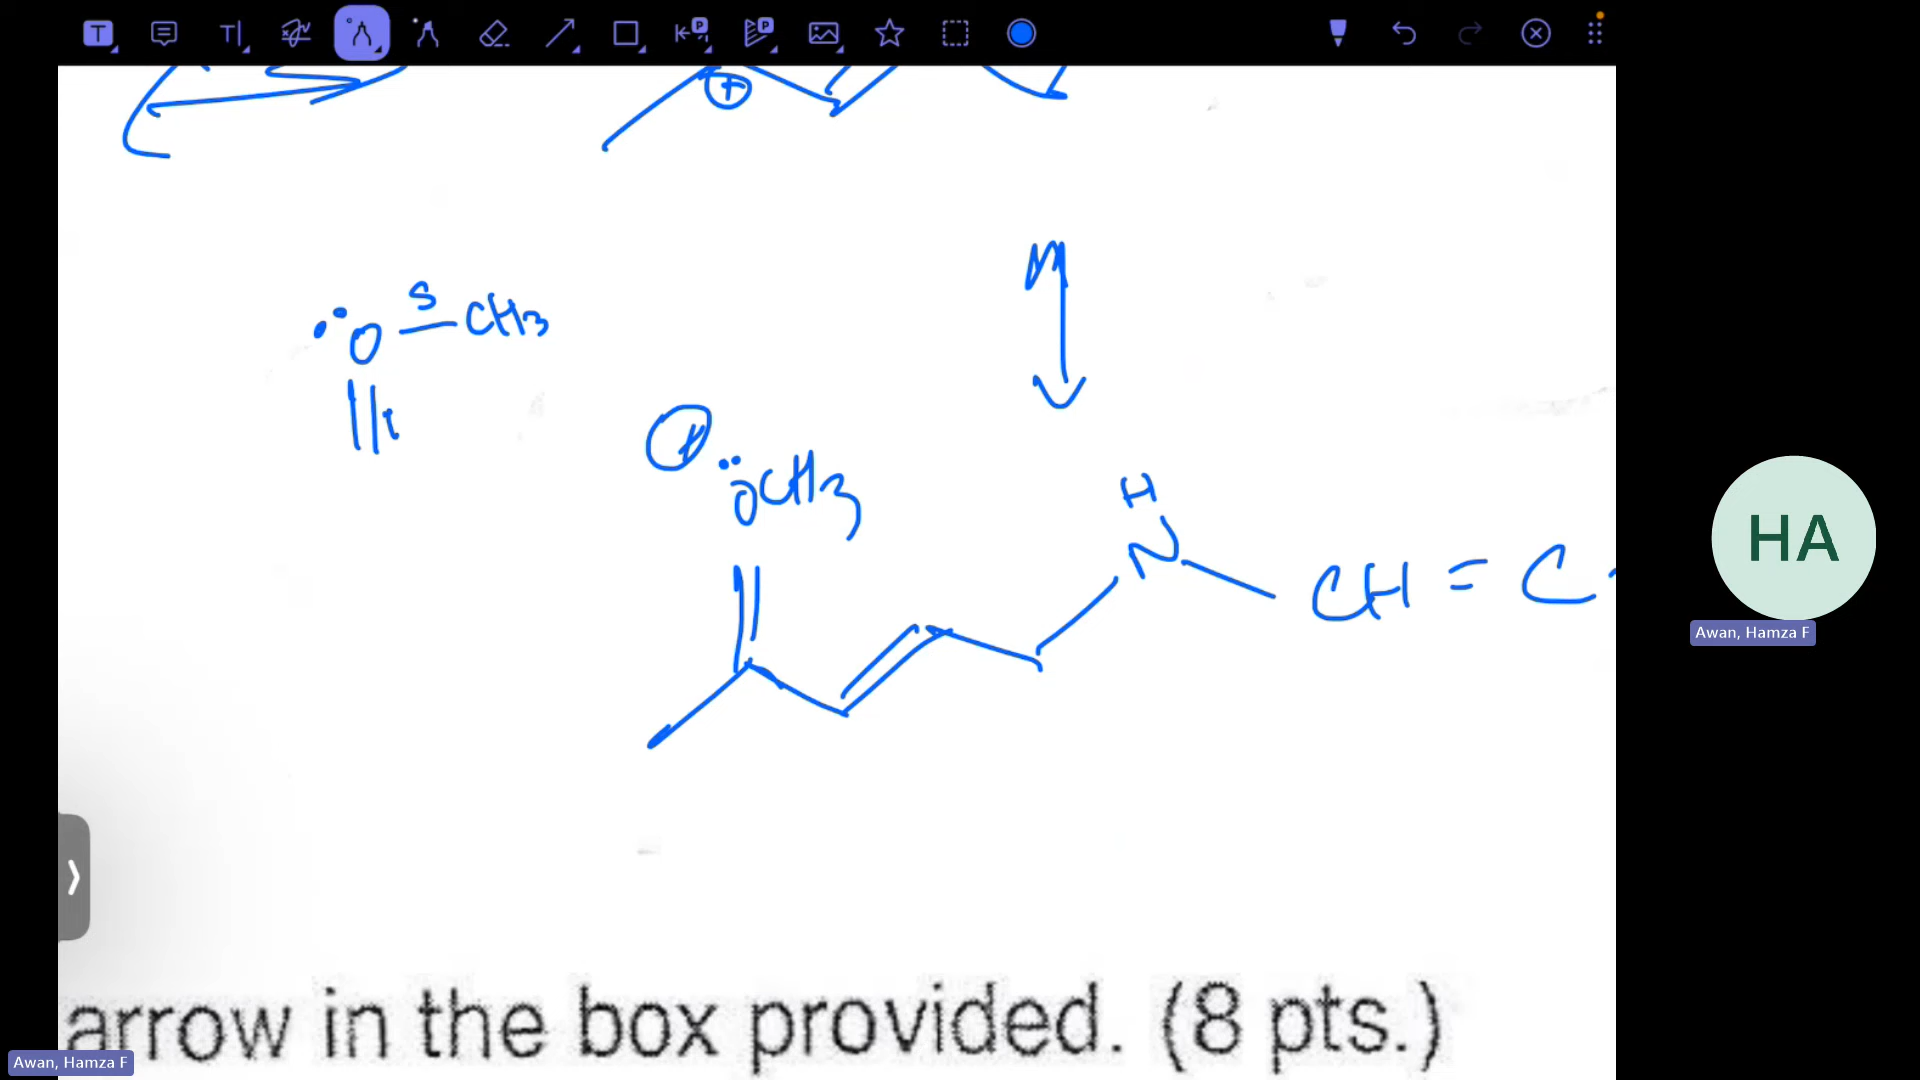 T T P P
+
S
O CH3
+
OCH3
H
N CH = C
HA
Awan, Hamza F
arrow in the box provided. (8 pts.)
Awan, Hamza F